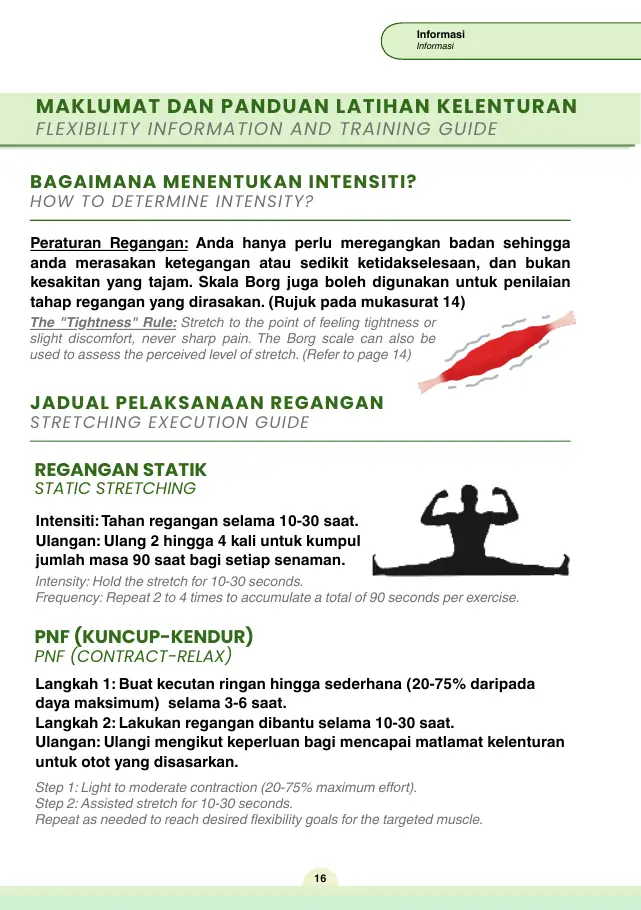 Informasi
Informasi
MAKLUMAT DAN PANDUAN LATIHAN KELENTURAN
FLEXIBILITY INFORMATION AND TRAINING GUIDE
BAGAIMANA MENENTUKAN INTENSITI?
HOW TO DETERMINE INTENSITY?
Peraturan Regangan: Anda hanya perlu meregangkan badan sehingga
anda merasakan ketegangan atau sedikit ketidakselesaan, dan bukan
kesakitan yang tajam. Skala Borg juga boleh digunakan untuk penilaian
tahap regangan yang dirasakan. (Rujuk pada mukasurat 14)
The "Tightness" Rule: Stretch to the point of feeling tightness or
slight discomfort, never sharp pain. The Borg scale can also be
used to assess the perceived level of stretch. (Refer to page 14)
JADUAL PELAKSANAAN REGANGAN
STRETCHING EXECUTION GUIDE
REGANGAN STATIK
STATIC STRETCHING
Intensiti: Tahan regangan selama 10-30 saat.
Ulangan: Ulang 2 hingga 4 kali untuk kumpul
jumlah masa 90 saat bagi setiap senaman.
Intensity: Hold the stretch for 10-30 seconds.
Frequency: Repeat 2 to 4 times to accumulate a total of 90 seconds per exercise.
PNF (KUNCUP-KENDUR)
PNF (CONTRACT-RELAX)
Langkah 1: Buat kecutan ringan hingga sederhana (20-75% daripada
daya maksimum) selama 3-6 saat.
Langkah 2: Lakukan regangan dibantu selama 10-30 saat.
Ulangan: Ulangi mengikut keperluan bagi mencapai matlamat kelenturan
untuk otot yang disasarkan.
Step 1: Light to moderate contraction (20-75% maximum effort).
Step 2: Assisted stretch for 10-30 seconds.
Repeat as needed to reach desired flexibility goals for the targeted muscle.
16